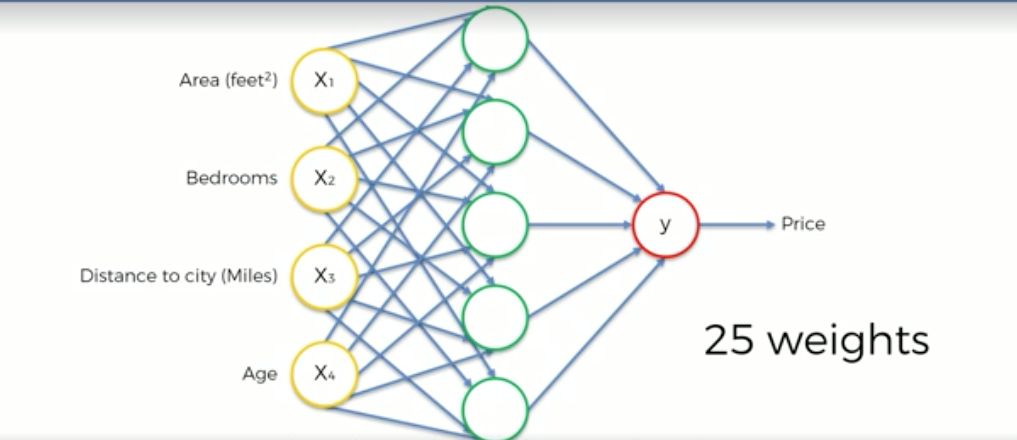 Area (feet²)
X₁
Bedrooms
X₂
Distance to city (Miles)
X₃
Age
X₄
y
Price
25 weights